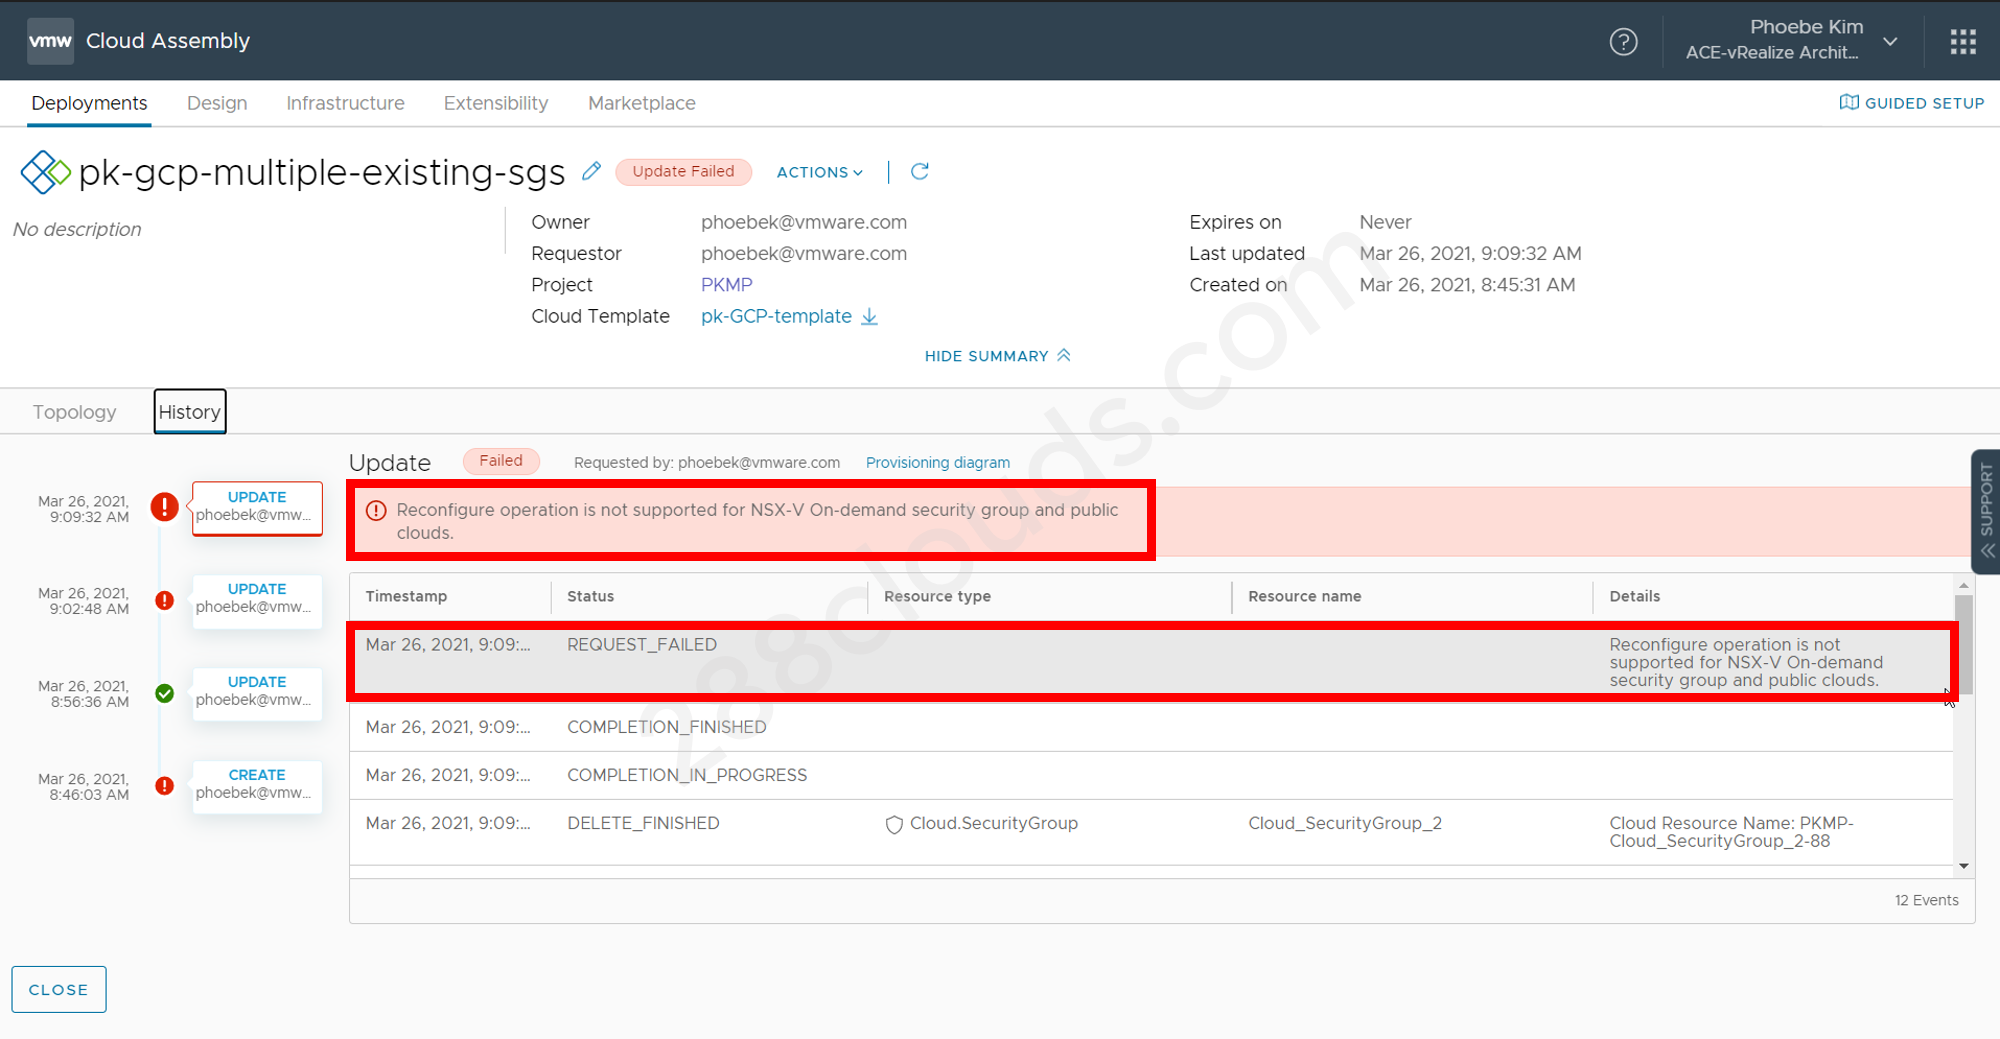 vmw Cloud Assembly
Phoebe Kim
ACE-vRealize Archit...
Deployments Design Infrastructure Extensibility Marketplace
GUIDED SETUP
pk-gcp-multiple-existing-sgs Update Failed ACTIONS
No description
Owner phoebek@vmware.com
Requestor phoebek@vmware.com
Project PKMP
Cloud Template pk-GCP-template
Expires on Never
Last updated Mar 26, 2021, 9:09:32 AM
Created on Mar 26, 2021, 8:45:31 AM
HIDE SUMMARY
Topology History
Mar 26, 2021,
9:09:32 AM
UPDATE
phoebek@vmw...
Mar 26, 2021,
9:02:48 AM
UPDATE
phoebek@vmw...
Mar 26, 2021,
8:56:36 AM
UPDATE
phoebek@vmw...
Mar 26, 2021,
8:46:03 AM
CREATE
phoebek@vmw...
Update Failed Requested by: phoebek@vmware.com Provisioning diagram
Reconfigure operation is not supported for NSX-V On-demand security group and public
clouds.
Timestamp Status Resource type Resource name Details
Mar 26, 2021, 9:09:... REQUEST_FAILED Reconfigure operation is not
supported for NSX-V On-demand
security group and public clouds.
Mar 26, 2021, 9:09:... COMPLETION_FINISHED
Mar 26, 2021, 9:09:... COMPLETION_IN_PROGRESS
Mar 26, 2021, 9:09:... DELETE_FINISHED Cloud.SecurityGroup Cloud_SecurityGroup_2 Cloud Resource Name: PKMP-
Cloud_SecurityGroup_2-88
12 Events
SUPPORT
CLOSE
288clouds.com